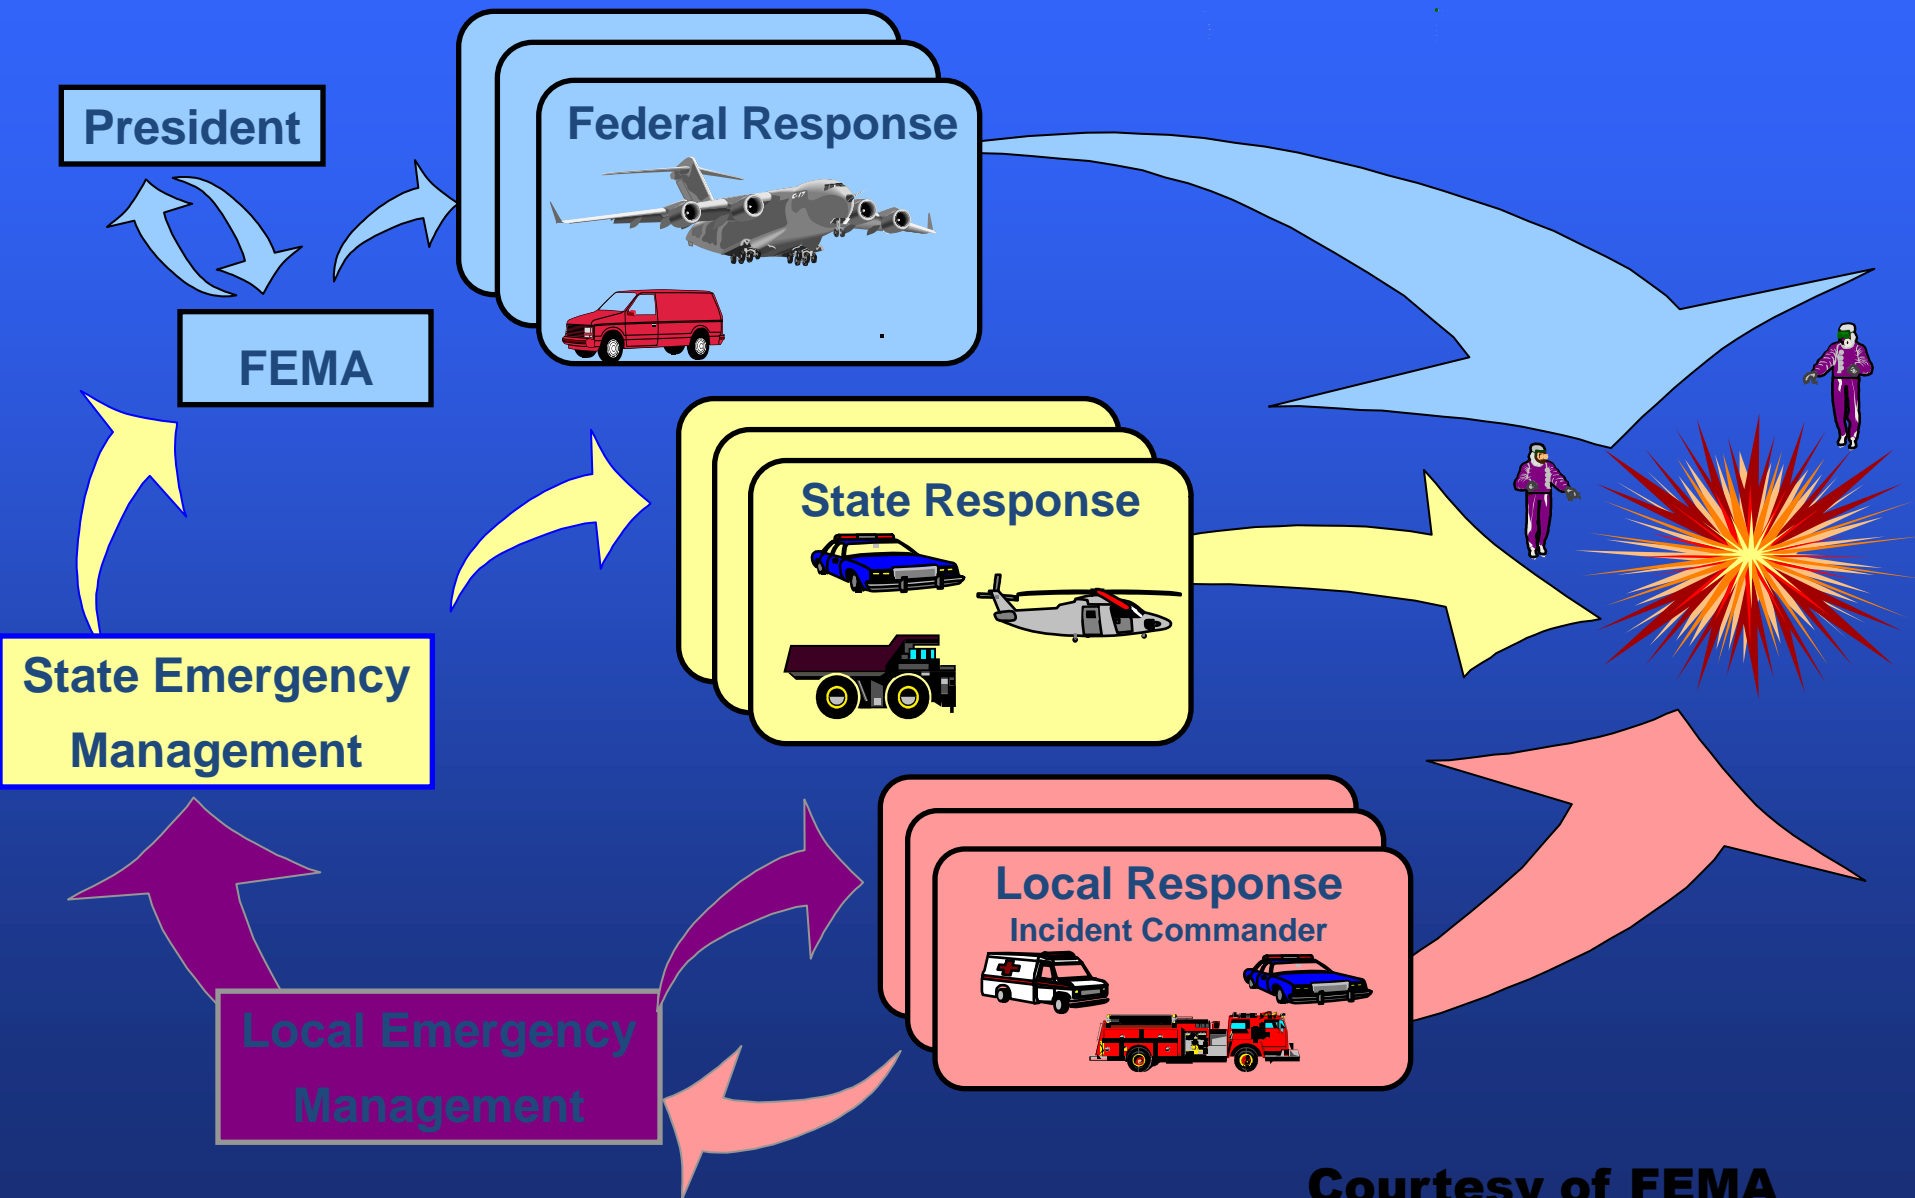 President
Federal Response
C-17
FEMA
State Response
State Emergency
Management
Local Response
Incident Commander
Local Emergency
Management
Courtesy of FEMA